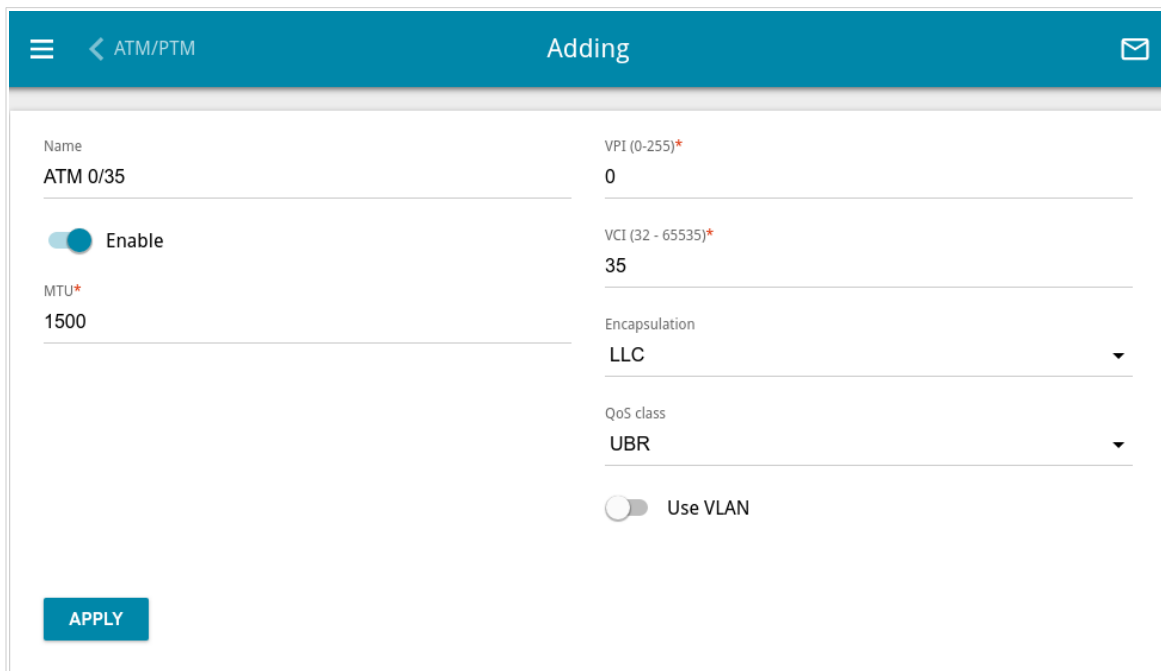 ATM/PTM
Adding
Name
ATM 0/35
Enable
MTU*
1500
VPI (0-255)*
0
VCI (32 - 65535)*
35
Encapsulation
LLC
QoS class
UBR
Use VLAN
APPLY